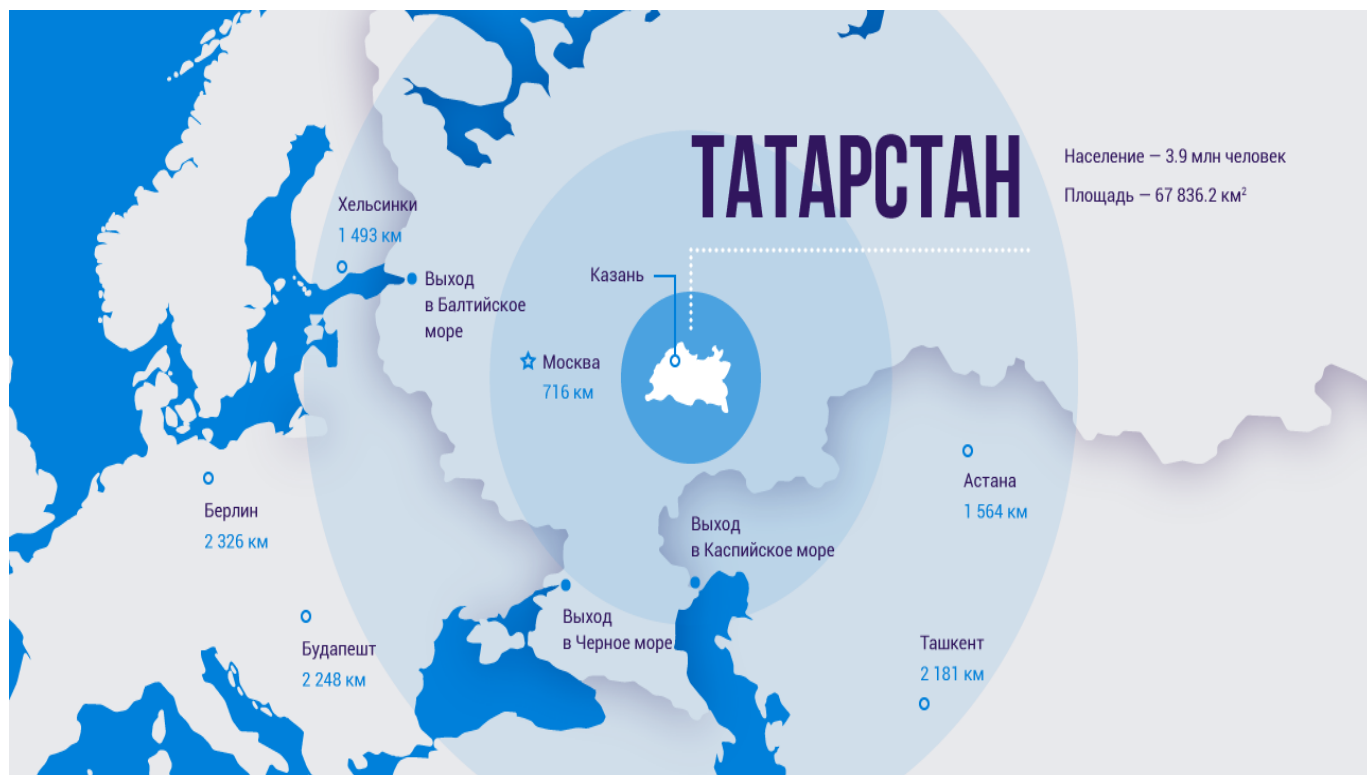 ТАТАРСТАН
Население — 3.9 млн человек
Площадь — 67 836.2 км²
Хельсинки
1 493 км
Выход
в Балтийское
море
Казань
Москва
716 км
Астана
1 564 км
Берлин
2 326 км
Выход
в Каспийское море
Выход
в Черное море
Будапешт
2 248 км
Ташкент
2 181 км